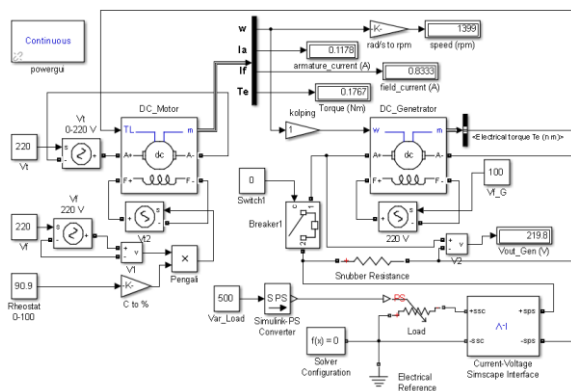 Continuous
powergui
w
Ia
If
Te
-K-
rad/s to rpm
1399
speed (rpm)
0.1178
armature_current (A)
0.8333
field_current (A)
0.1767
Torque (Nm)
kolping
1
DC_Motor
TL
m
dc
A+
A-
F+
F-
Vt
0-220 V
220
Vt
s
+
-
DC_Genetrator
w
m
dc
A+
A-
F+
F-
<Electrical torque Te (n m)>
0
Switch1
Breaker1
c
1
2
100
Vf_G
220 V
Vt2
Vf
220 V
220
Vf
+
-
v
V1
×
Pengali
90.9
Rheostat
0-100
-K-
C to %
+
-
v
V2
219.8
Vout_Gen (V)
Snubber Resistance
500
Var_Load
S PS
Simulink-PS
Converter
PS
Load
f(x) = 0
Solver
Configuration
Electrical
Reference
+ssc
+sps
-ssc
-sps
Λ-I
Current-Voltage
Simscape Interface